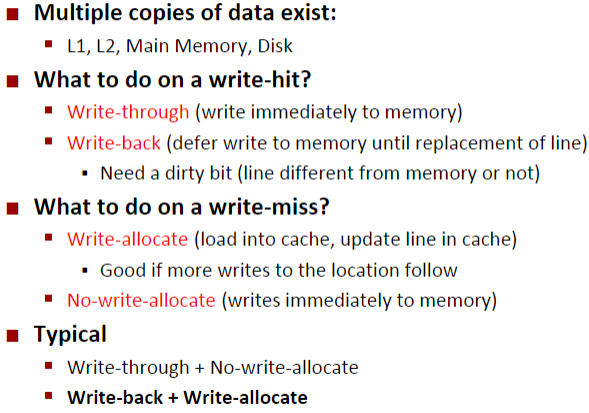 Multiple copies of data exist:
L1, L2, Main Memory, Disk
What to do on a write-hit?
Write-through (write immediately to memory)
Write-back (defer write to memory until replacement of line)
Need a dirty bit (line different from memory or not)
What to do on a write-miss?
Write-allocate (load into cache, update line in cache)
Good if more writes to the location follow
No-write-allocate (writes immediately to memory)
Typical
Write-through + No-write-allocate
Write-back + Write-allocate